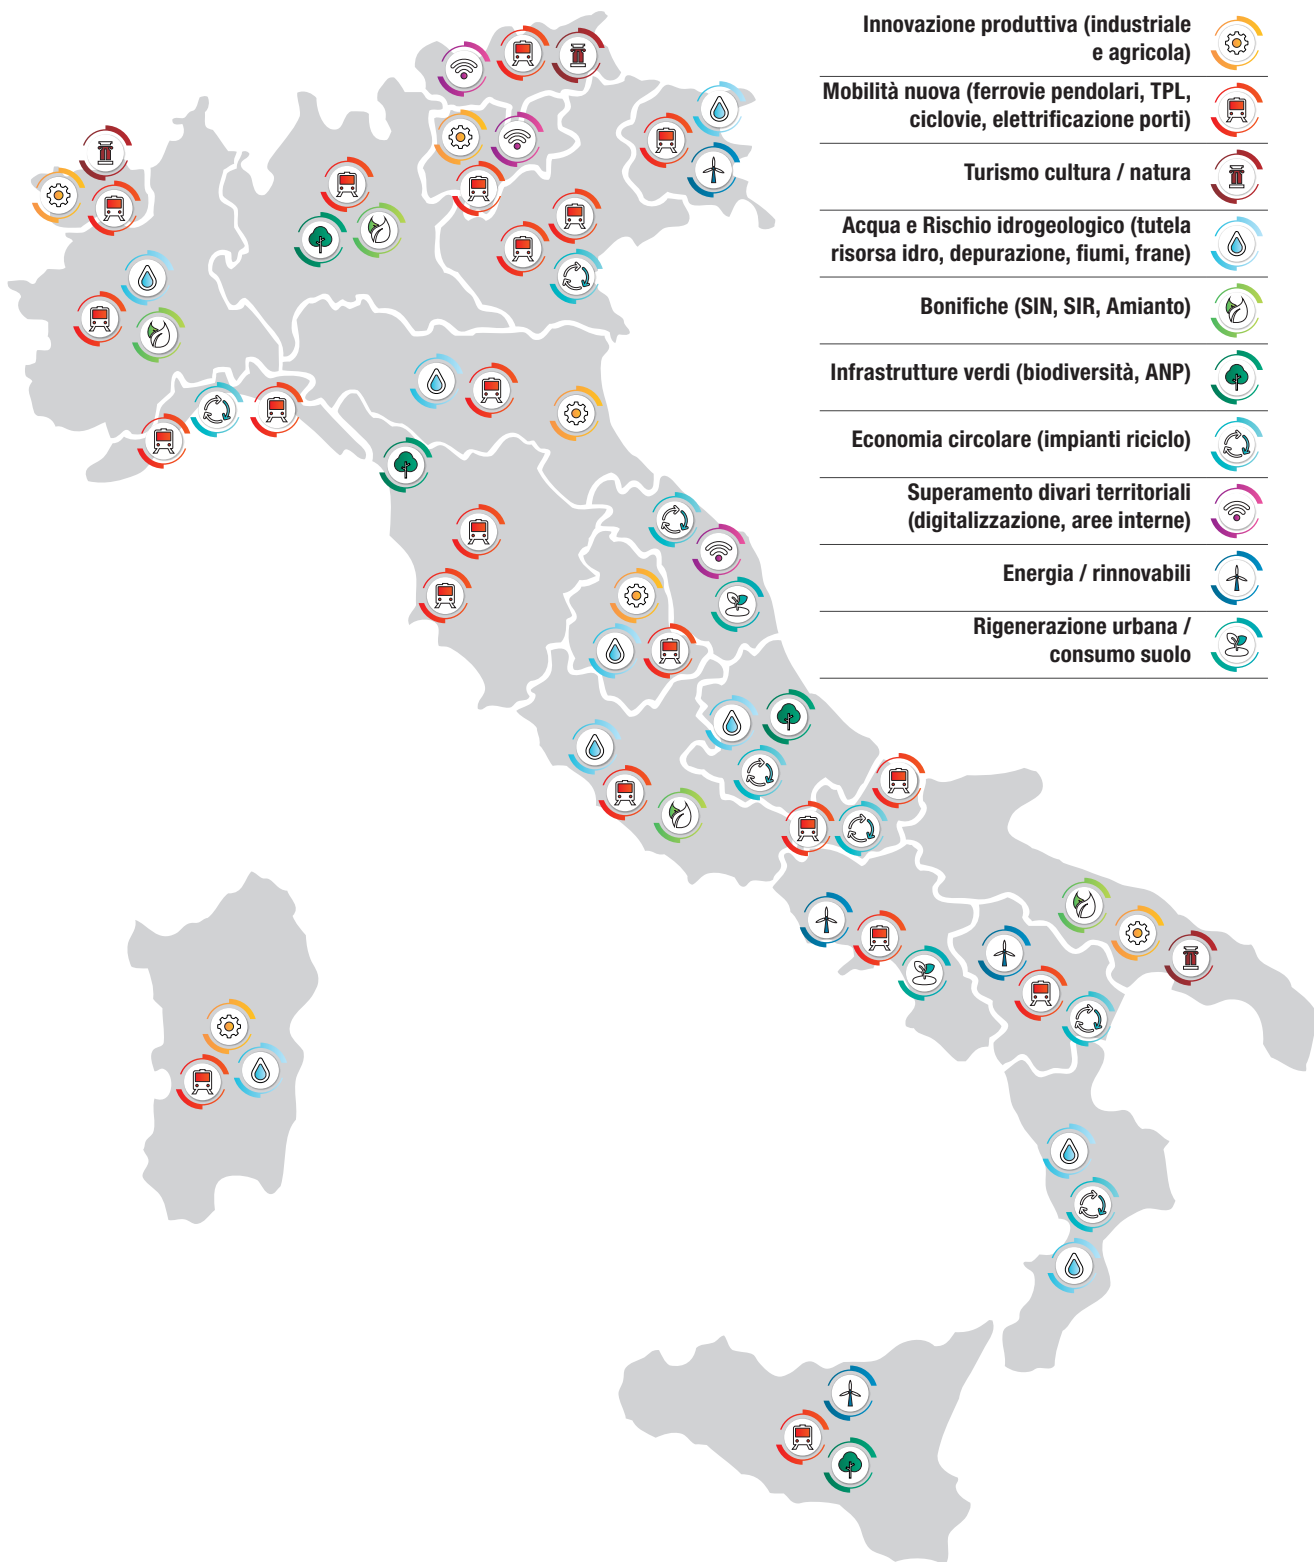 Innovazione produttiva (industriale
e agricola)
Mobilità nuova (ferrovie pendolari, TPL,
ciclovie, elettrificazione porti)
Turismo cultura / natura
Acqua e Rischio idrogeologico (tutela
risorsa idro, depurazione, fiumi, frane)
Bonifiche (SIN, SIR, Amianto)
Infrastrutture verdi (biodiversità, ANP)
Economia circolare (impianti riciclo)
Superamento divari territoriali
(digitalizzazione, aree interne)
Energia / rinnovabili
Rigenerazione urbana /
consumo suolo